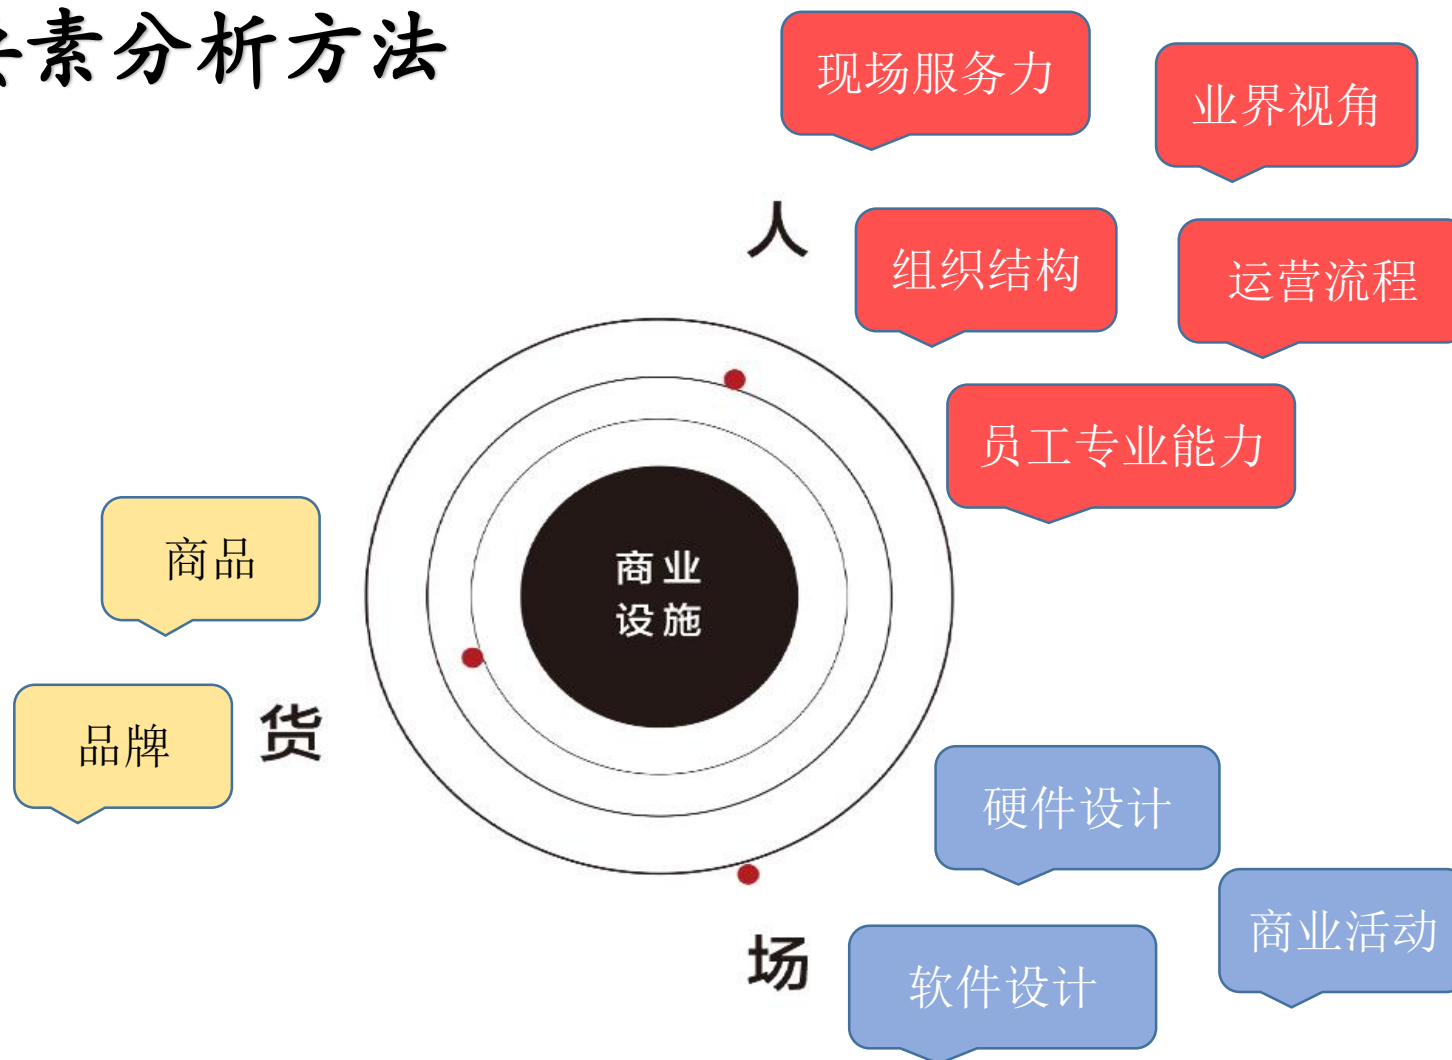 素分析方法
现场服务力
业界视角
人
组织结构
运营流程
员工专业能力
商品
商业
设施
品牌
货
硬件设计
商业活动
场
软件设计